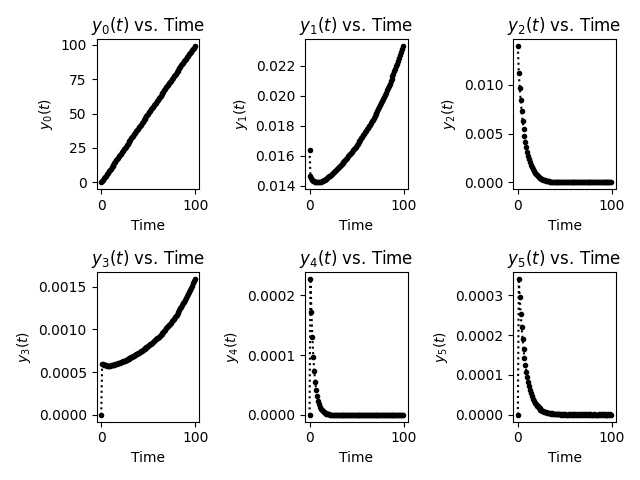 y₀(t) vs. Time
y₁(t) vs. Time
y₂(t) vs. Time
100
75
50
25
0
y₀(t)
0 100
Time
0.022
0.020
0.018
0.016
0.014
y₁(t)
0 100
Time
0.010
0.005
0.000
y₂(t)
0 100
Time
y₃(t) vs. Time
y₄(t) vs. Time
y₅(t) vs. Time
0.0015
0.0010
0.0005
0.0000
y₃(t)
0 100
Time
0.0002
0.0001
0.0000
y₄(t)
0 100
Time
0.0003
0.0002
0.0001
0.0000
y₅(t)
0 100
Time